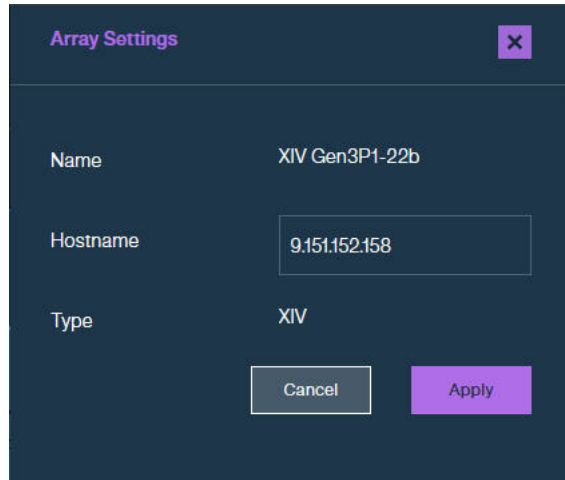 Array Settings
Name XIV Gen3P1-22b
Hostname 9.151.152.158
Type XIV
Cancel Apply